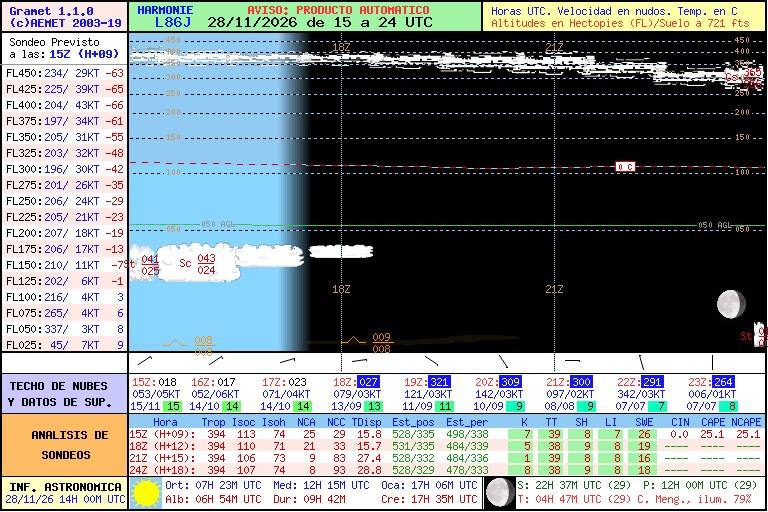 Gramet 1.1.0
(c)AEMET 2003-19
HARMONIE
L86J
AVISO: PRODUCTO AUTOMATICO
28/11/2026 de 15 a 24 UTC
Horas UTC. Velocidad en nudos. Temp. en C
Altitudes en Hectopies (FL)/Suelo a 721 fts
Sondeo Previsto
a las: 15Z (H+09)
FL450: 234/ 29KT -63
FL425: 225/ 39KT -65
FL400: 204/ 43KT -66
FL375: 197/ 34KT -61
FL350: 205/ 31KT -55
FL325: 203/ 32KT -48
FL300: 196/ 30KT -42
FL275: 201/ 26KT -35
FL250: 206/ 24KT -29
FL225: 205/ 21KT -23
FL200: 207/ 18KT -19
FL175: 206/ 17KT -13
FL150: 210/ 11KT -7
FL125: 202/ 6KT -1
FL100: 216/ 4KT 3
FL075: 265/ 4KT 6
FL050: 337/ 3KT 8
FL025: 45/ 7KT 9
18Z 21Z
450 450
400 400
350
300
250 250
200 200
150 150
0 C
100 100
050 AGL 050 AGL
050 050
St 041 025
Sc 043 024
18Z 21Z
008 008
009 008
St
TECHO DE NUBES
Y DATOS DE SUP.
15Z: 018 16Z: 017 17Z: 023 18Z: 027 19Z: 321 20Z: 309 21Z: 300 22Z: 291 23Z: 264
053/05KT 052/06KT 071/04KT 079/03KT 121/03KT 142/03KT 097/02KT 342/03KT 006/01KT
15/11 15 14/10 14 14/10 14 13/09 13 11/09 11 10/09 9 08/08 9 07/07 7 07/07 8
ANALISIS DE
SONDEOS
Hora Trop Isoc Isoh NCA NCC TDisp Est_pos Est_per K TT SH LI SWE CIN CAPE NCAPE
15Z (H+09): 394 113 74 25 29 15.8 528/335 498/338 7 39 8 7 26 0.0 25.1 25.1
18Z (H+12): 394 110 71 21 33 15.7 531/335 484/339 5 38 9 8 19 ---- ---- ----
21Z (H+15): 394 106 73 9 83 27.4 531/335 484/336 1 39 8 8 16 ---- ---- ----
24Z (H+18): 394 107 74 8 93 28.8 528/329 478/333 8 38 9 8 18 ---- ---- ----
INF. ASTRONOMICA
28/11/26 14H 00M UTC
Ort: 07H 23M UTC Med: 12H 15M UTC Oca: 17H 06M UTC
Alb: 06H 54M UTC Dur: 09H 42M Cre: 17H 35M UTC
S: 22H 37M UTC (29) P: 12H 00M UTC (29)
T: 04H 47M UTC (29) C. Meng., ilum. 79%